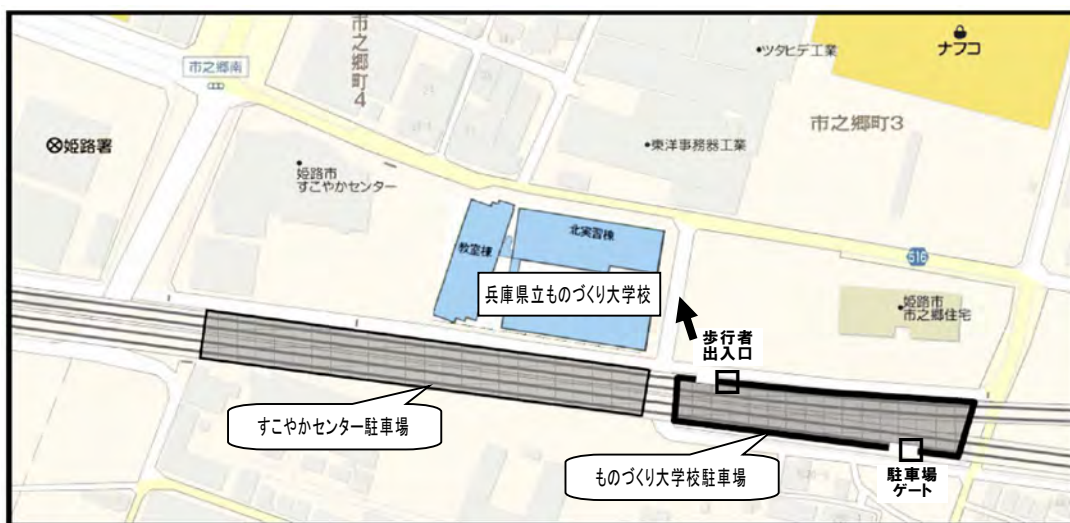 市之郷南
市之郷町4
ツタヒデ工業
ナフコ
市之郷町3
姫路署
東洋事務器工業
姫路市
すこやかセンター
教室棟
北実習棟
516
兵庫県立ものづくり大学校
姫路市
市之郷住宅
歩行者
出入口
すこやかセンター駐車場
ものづくり大学校駐車場
駐車場
ゲート